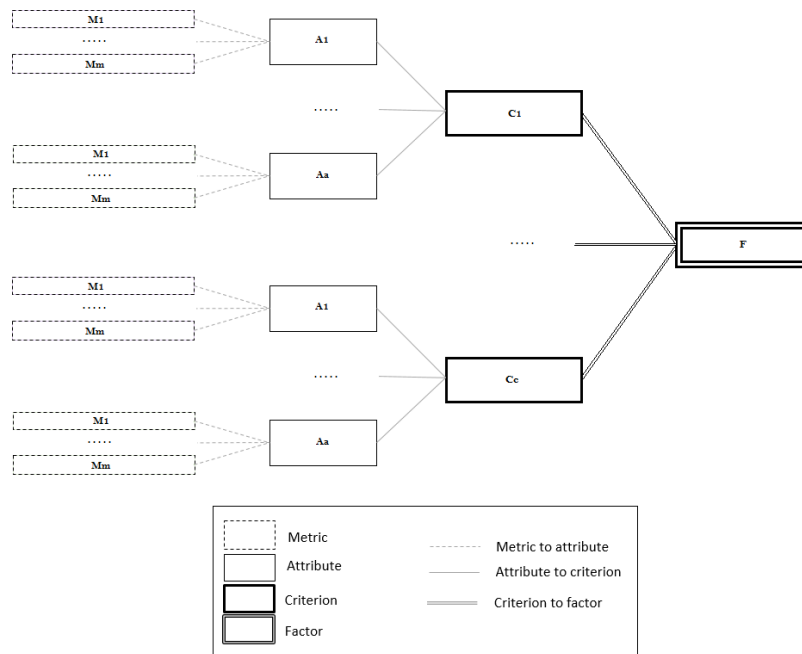 M1
.....
Mm
A1
.....
M1
.....
Mm
Aa
C1
.....
F
M1
.....
Mm
A1
.....
M1
.....
Mm
Aa
Cc
Metric
Attribute
Criterion
Factor
Metric to attribute
Attribute to criterion
Criterion to factor